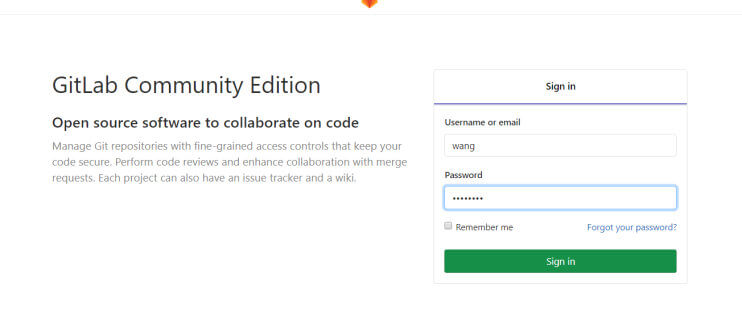 GitLab Community Edition
Open source software to collaborate on code
Manage Git repositories with fine-grained access controls that keep your
code secure. Perform code reviews and enhance collaboration with merge
requests. Each project can also have an issue tracker and a wiki.
Sign in
Username or email
wang
Password
••••••••
Remember me
Forgot your password?
Sign in